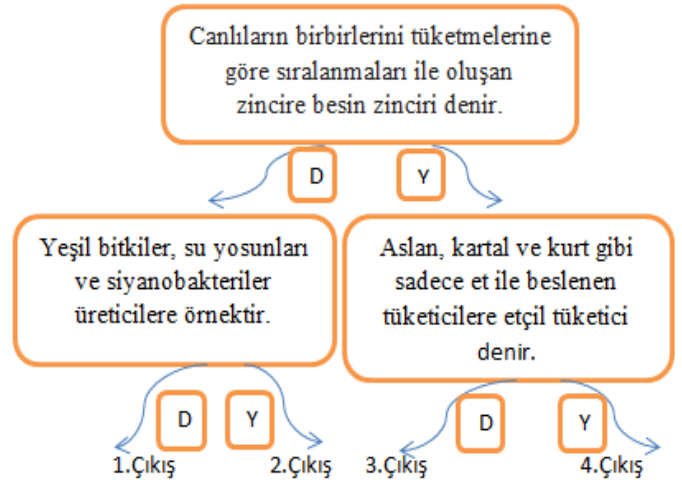 Canlıların birbirlerini tüketmelerine
göre sıralanmaları ile oluşan
zincire besin zinciri denir.
D
Y
Yeşil bitkiler, su yosunları
ve siyanobakteriler
üreticilere örnektir.
Aslan, kartal ve kurt gibi
sadece et ile beslenen
tüketicilere etçil tüketici
denir.
D
Y
D
Y
1.Çıkış
2.Çıkış
3.Çıkış
4.Çıkış